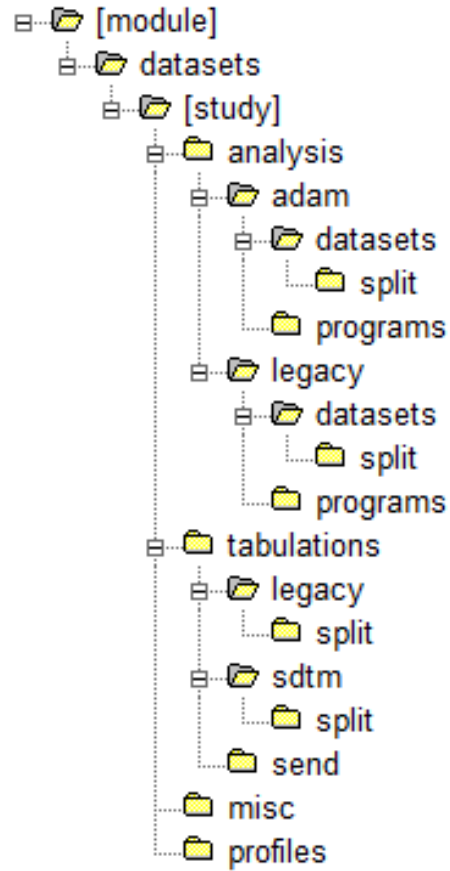 [module]
datasets
[study]
analysis
adam
datasets
split
programs
legacy
datasets
split
programs
tabulations
legacy
split
sdtm
split
send
misc
profiles